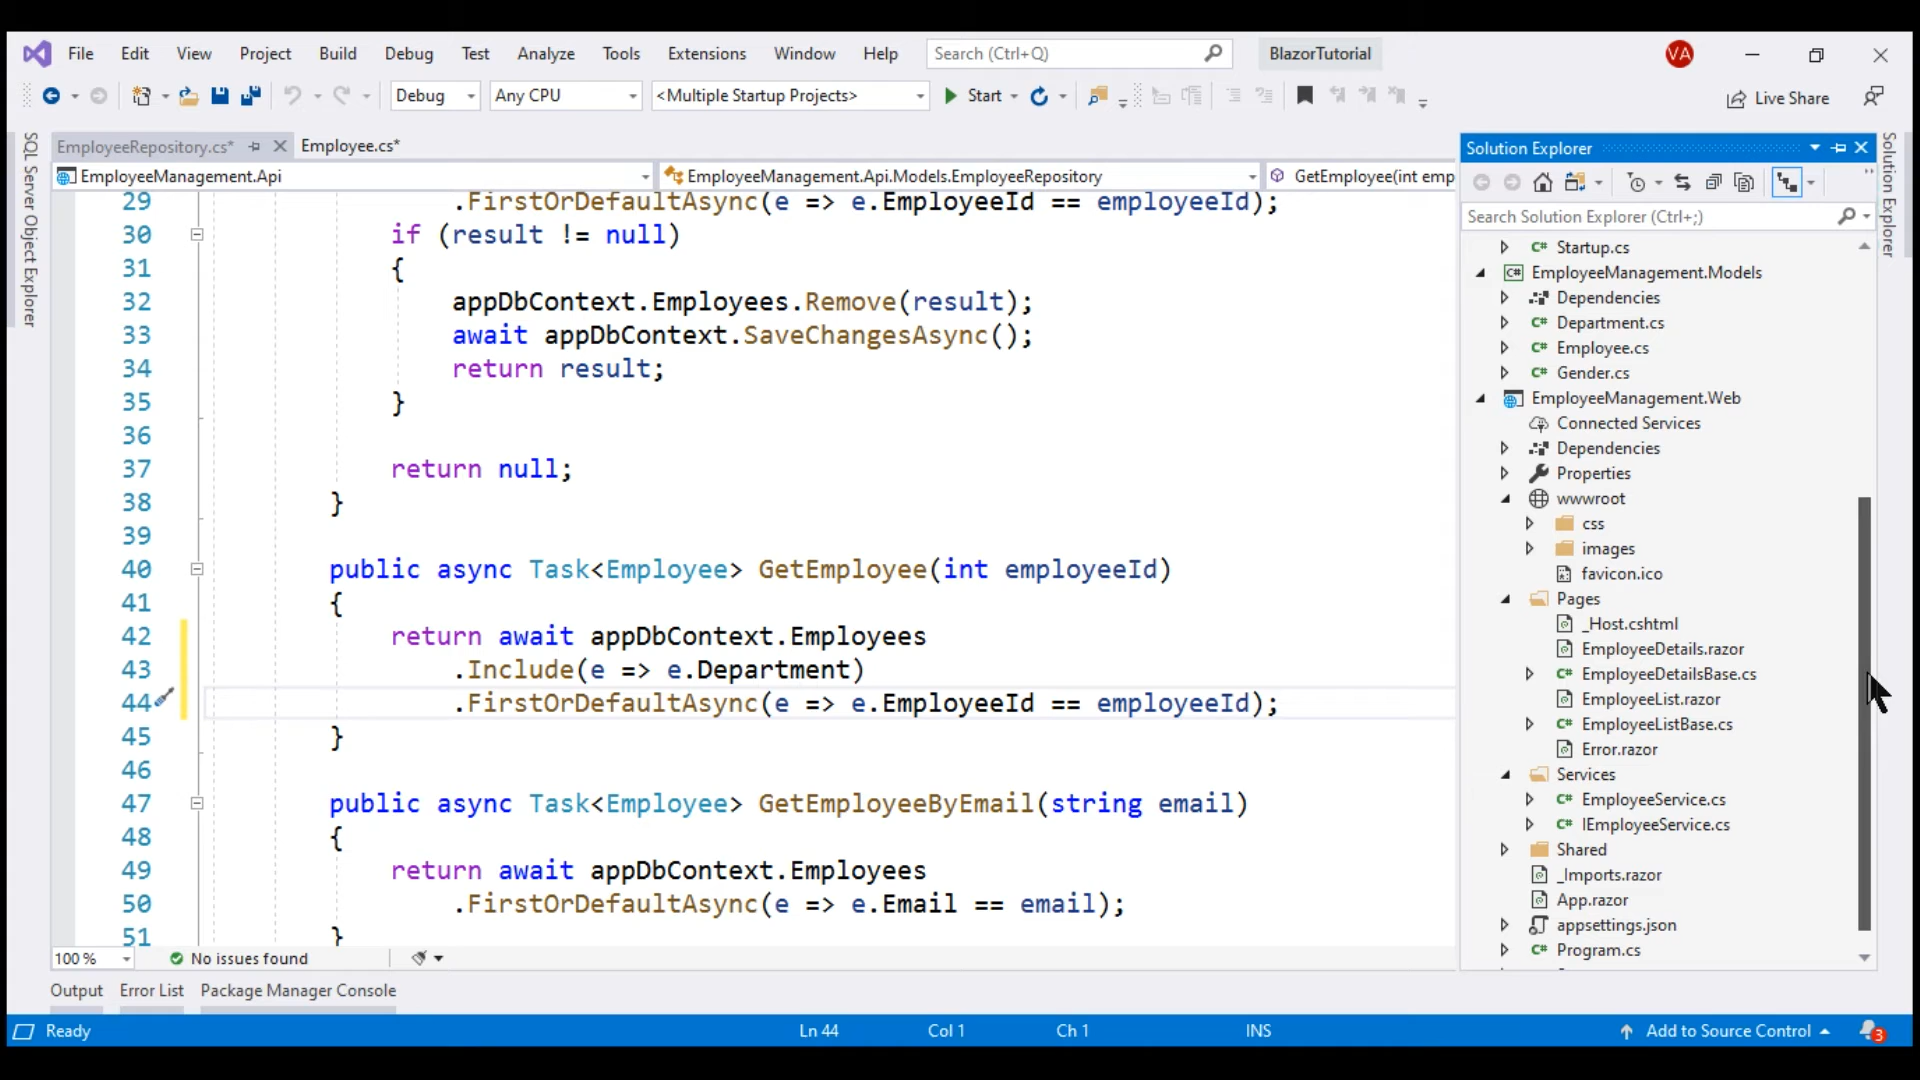 File Edit View Project Build Debug Test Analyze Tools Extensions Window Help Search (Ctrl+Q) BlazorTutorial VA
Debug Any CPU <Multiple Startup Projects> Start Live Share
SQL Server Object Explorer
EmployeeRepository.cs* Employee.cs*
EmployeeManagement.Api EmployeeManagement.Api.Models.EmployeeRepository GetEmployee(int emp
29 .FirstOrDefaultAsync(e => e.EmployeeId == employeeId);
30 if (result != null)
31 {
32 appDbContext.Employees.Remove(result);
33 await appDbContext.SaveChangesAsync();
34 return result;
35 }
36
37 return null;
38 }
39
40 public async Task<Employee> GetEmployee(int employeeId)
41 {
42 return await appDbContext.Employees
43 .Include(e => e.Department)
44 .FirstOrDefaultAsync(e => e.EmployeeId == employeeId);
45 }
46
47 public async Task<Employee> GetEmployeeByEmail(string email)
48 {
49 return await appDbContext.Employees
50 .FirstOrDefaultAsync(e => e.Email == email);
51 }
100 % No issues found
Solution Explorer
Solution Explorer
Search Solution Explorer (Ctrl+;)
C# Startup.cs
C# EmployeeManagement.Models
Dependencies
C# Department.cs
C# Employee.cs
C# Gender.cs
EmployeeManagement.Web
Connected Services
Dependencies
Properties
wwwroot
css
images
favicon.ico
Pages
_Host.cshtml
EmployeeDetails.razor
C# EmployeeDetailsBase.cs
EmployeeList.razor
C# EmployeeListBase.cs
Error.razor
Services
C# EmployeeService.cs
C# IEmployeeService.cs
Shared
_Imports.razor
App.razor
appsettings.json
C# Program.cs
Output Error List Package Manager Console
Ready Ln 44 Col 1 Ch 1 INS Add to Source Control 3